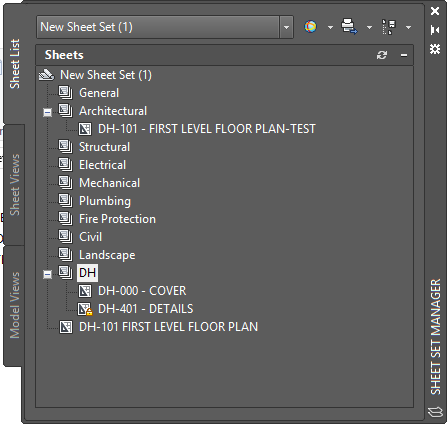 New Sheet Set (1)
Sheets
New Sheet Set (1)
General
Architectural
DH-101 - FIRST LEVEL FLOOR PLAN-TEST
Structural
Electrical
Mechanical
Plumbing
Fire Protection
Civil
Landscape
DH
DH-000 - COVER
DH-401 - DETAILS
DH-101 FIRST LEVEL FLOOR PLAN
Sheet List
Sheet Views
Model Views
SHEET SET MANAGER